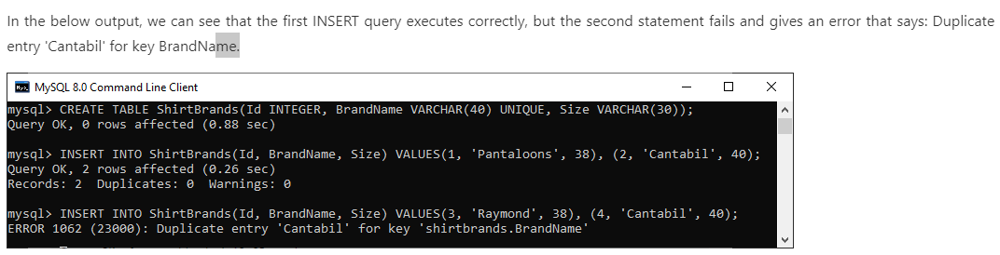 In the below output, we can see that the first INSERT query executes correctly, but the second statement fails and gives an error that says: Duplicate
entry 'Cantabil' for key BrandName.
MySQL 8.0 Command Line Client
mysql> CREATE TABLE ShirtBrands(Id INTEGER, BrandName VARCHAR(40) UNIQUE, Size VARCHAR(30));
Query OK, 0 rows affected (0.88 sec)
mysql> INSERT INTO ShirtBrands(Id, BrandName, Size) VALUES(1, 'Pantaloons', 38), (2, 'Cantabil', 40);
Query OK, 2 rows affected (0.26 sec)
Records: 2  Duplicates: 0  Warnings: 0
mysql> INSERT INTO ShirtBrands(Id, BrandName, Size) VALUES(3, 'Raymond', 38), (4, 'Cantabil', 40);
ERROR 1062 (23000): Duplicate entry 'Cantabil' for key 'shirtbrands.BrandName'